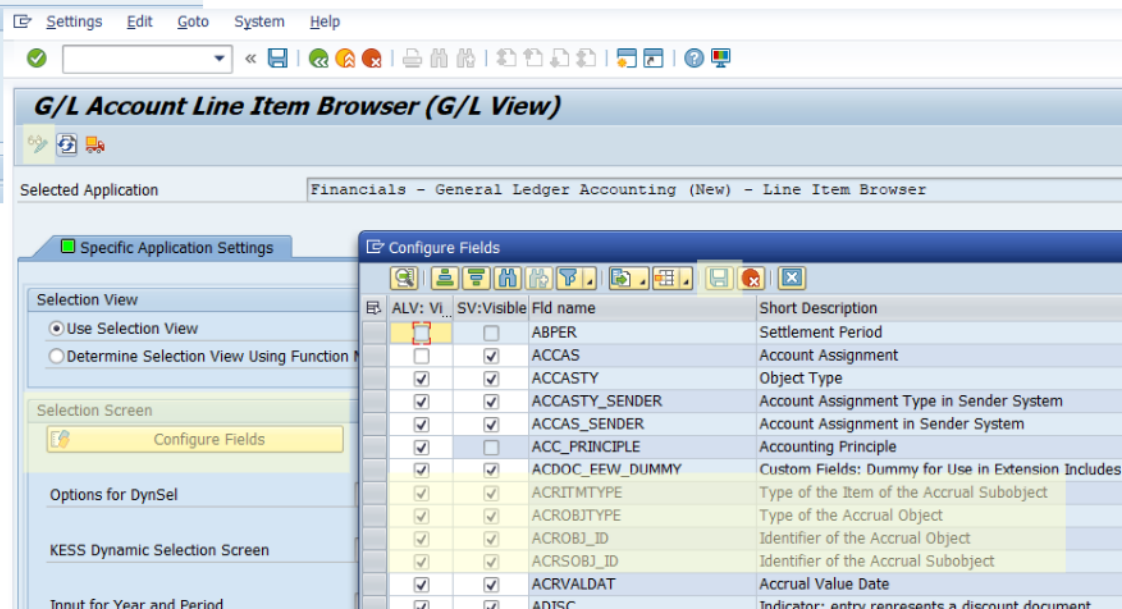 Settings Edit Goto System Help
«
G/L Account Line Item Browser (G/L View)
Selected Application Financials - General Ledger Accounting (New) - Line Item Browser
Specific Application Settings
Configure Fields
Selection View
Use Selection View
Determine Selection View Using Function
Selection Screen
Configure Fields
Options for DynSel
KESS Dynamic Selection Screen
Input for Year and Period
ALV: Vi... SV:Visible Fld name Short Description
ABPER Settlement Period
ACCAS Account Assignment
ACCASTY Object Type
ACCASTY_SENDER Account Assignment Type in Sender System
ACCAS_SENDER Account Assignment in Sender System
ACC_PRINCIPLE Accounting Principle
ACDOC_EEW_DUMMY Custom Fields: Dummy for Use in Extension Includes
ACRITMTYPE Type of the Item of the Accrual Subobject
ACROBJTYPE Type of the Accrual Object
ACROBJ_ID Identifier of the Accrual Object
ACRSOBJ_ID Identifier of the Accrual Subobject
ACRVALDAT Accrual Value Date
ADISC Indicator: entry represents a discount document